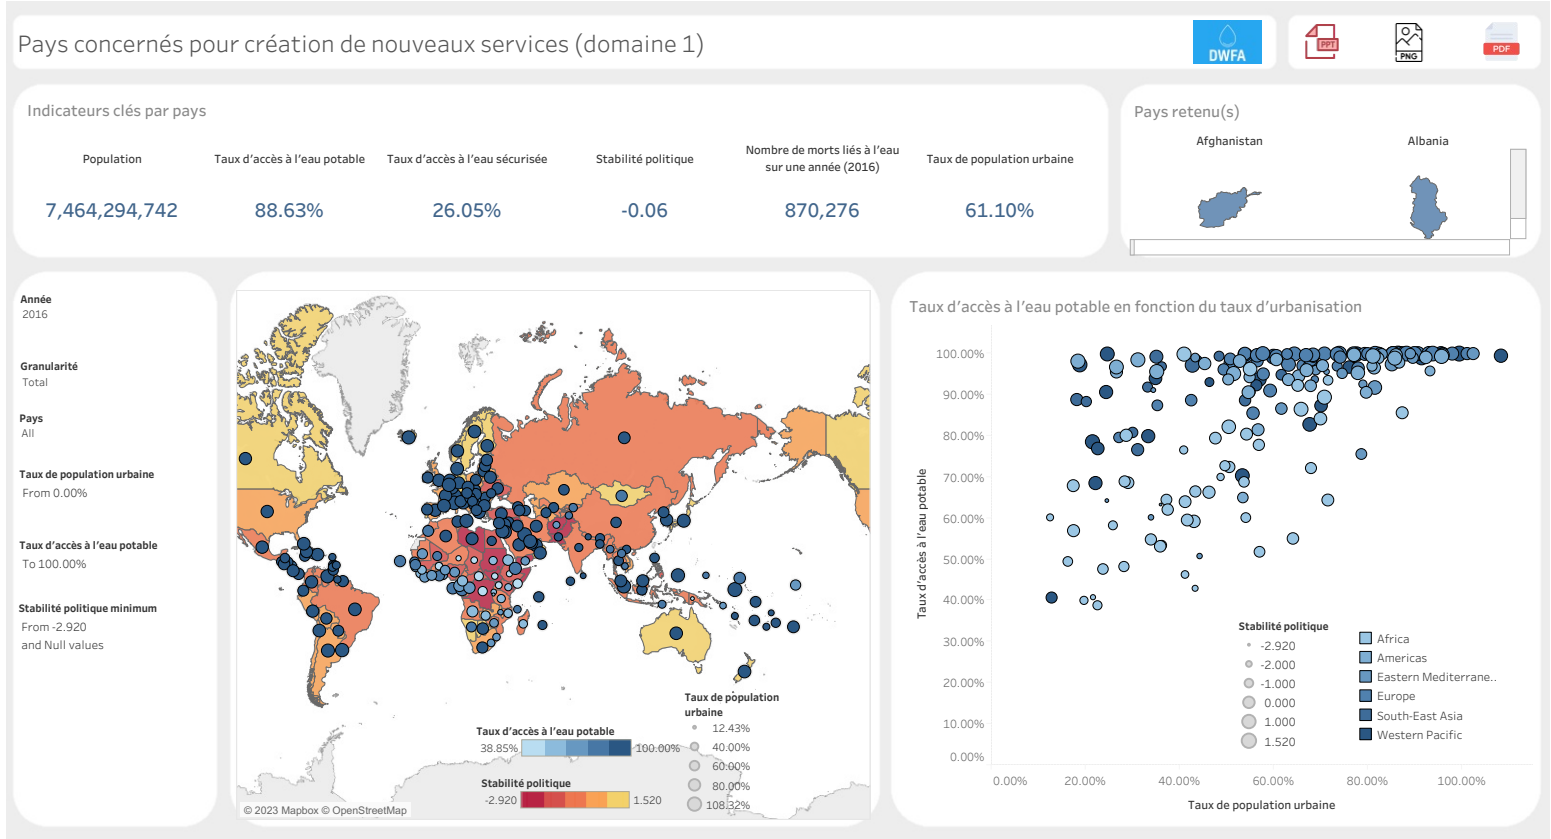 Pays concernés pour création de nouveaux services (domaine 1)
DWFA
PPT
PNG
PDF
Indicateurs clés par pays
Population
Taux d'accès à l'eau potable
Taux d'accès à l'eau sécurisée
Stabilité politique
Nombre de morts liés à l'eau
sur une année (2016)
Taux de population urbaine
7,464,294,742
88.63%
26.05%
-0.06
870,276
61.10%
Pays retenu(s)
Afghanistan
Albania
Année
2016
Granularité
Total
Pays
All
Taux de population urbaine
From 0.00%
Taux d'accès à l'eau potable
To 100.00%
Stabilité politique minimum
From -2.920
and Null values
Taux d'accès à l'eau potable
38.85%
100.00%
Stabilité politique
-2.920
1.520
Taux de population
urbaine
12.43%
40.00%
60.00%
80.00%
108.32%
© 2023 Mapbox © OpenStreetMap
Taux d'accès à l'eau potable en fonction du taux d'urbanisation
Taux d'accès à l'eau potable
100.00%
90.00%
80.00%
70.00%
60.00%
50.00%
40.00%
30.00%
20.00%
10.00%
0.00%
0.00%
20.00%
40.00%
60.00%
80.00%
100.00%
Taux de population urbaine
Stabilité politique
-2.920
-2.000
-1.000
0.000
1.000
1.520
Africa
Americas
Eastern Mediterrane..
Europe
South-East Asia
Western Pacific